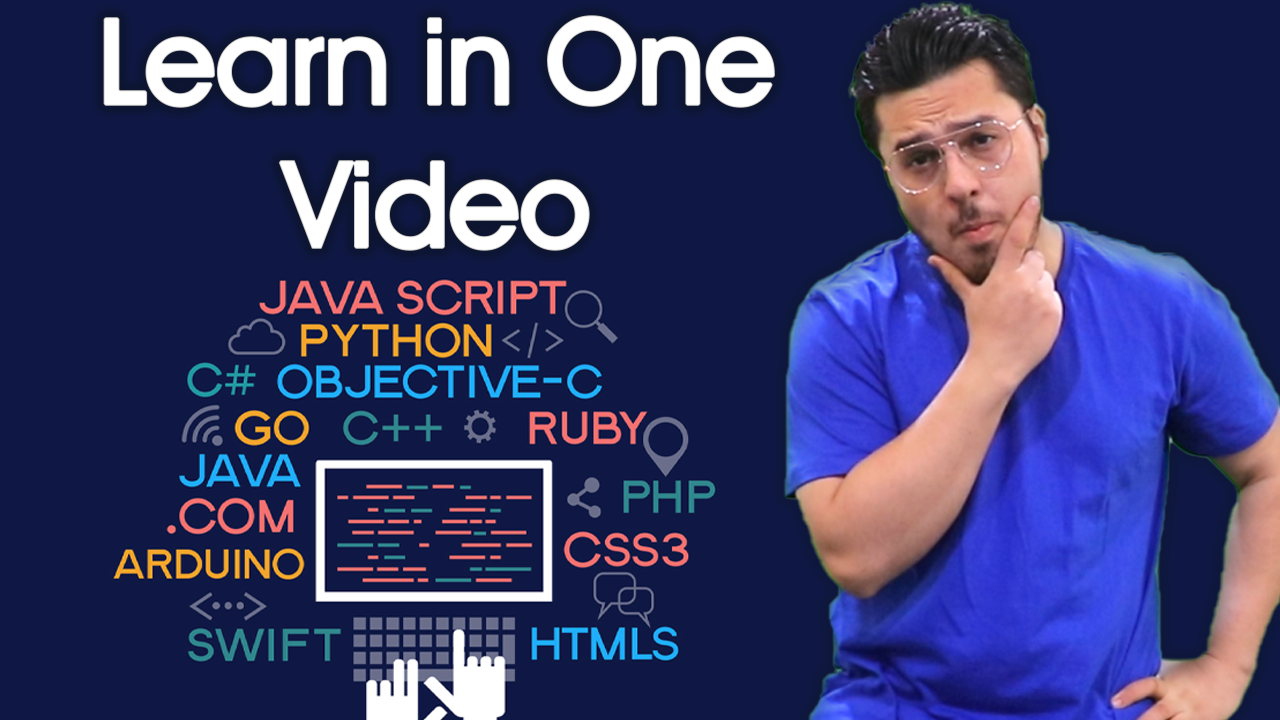 Learn in One
Video
JAVA SCRIPT
PYTHON </>
C# OBJECTIVE-C
GO C++ RUBY
JAVA
.COM
ARDUINO
PHP
CSS3
SWIFT
HTMLS